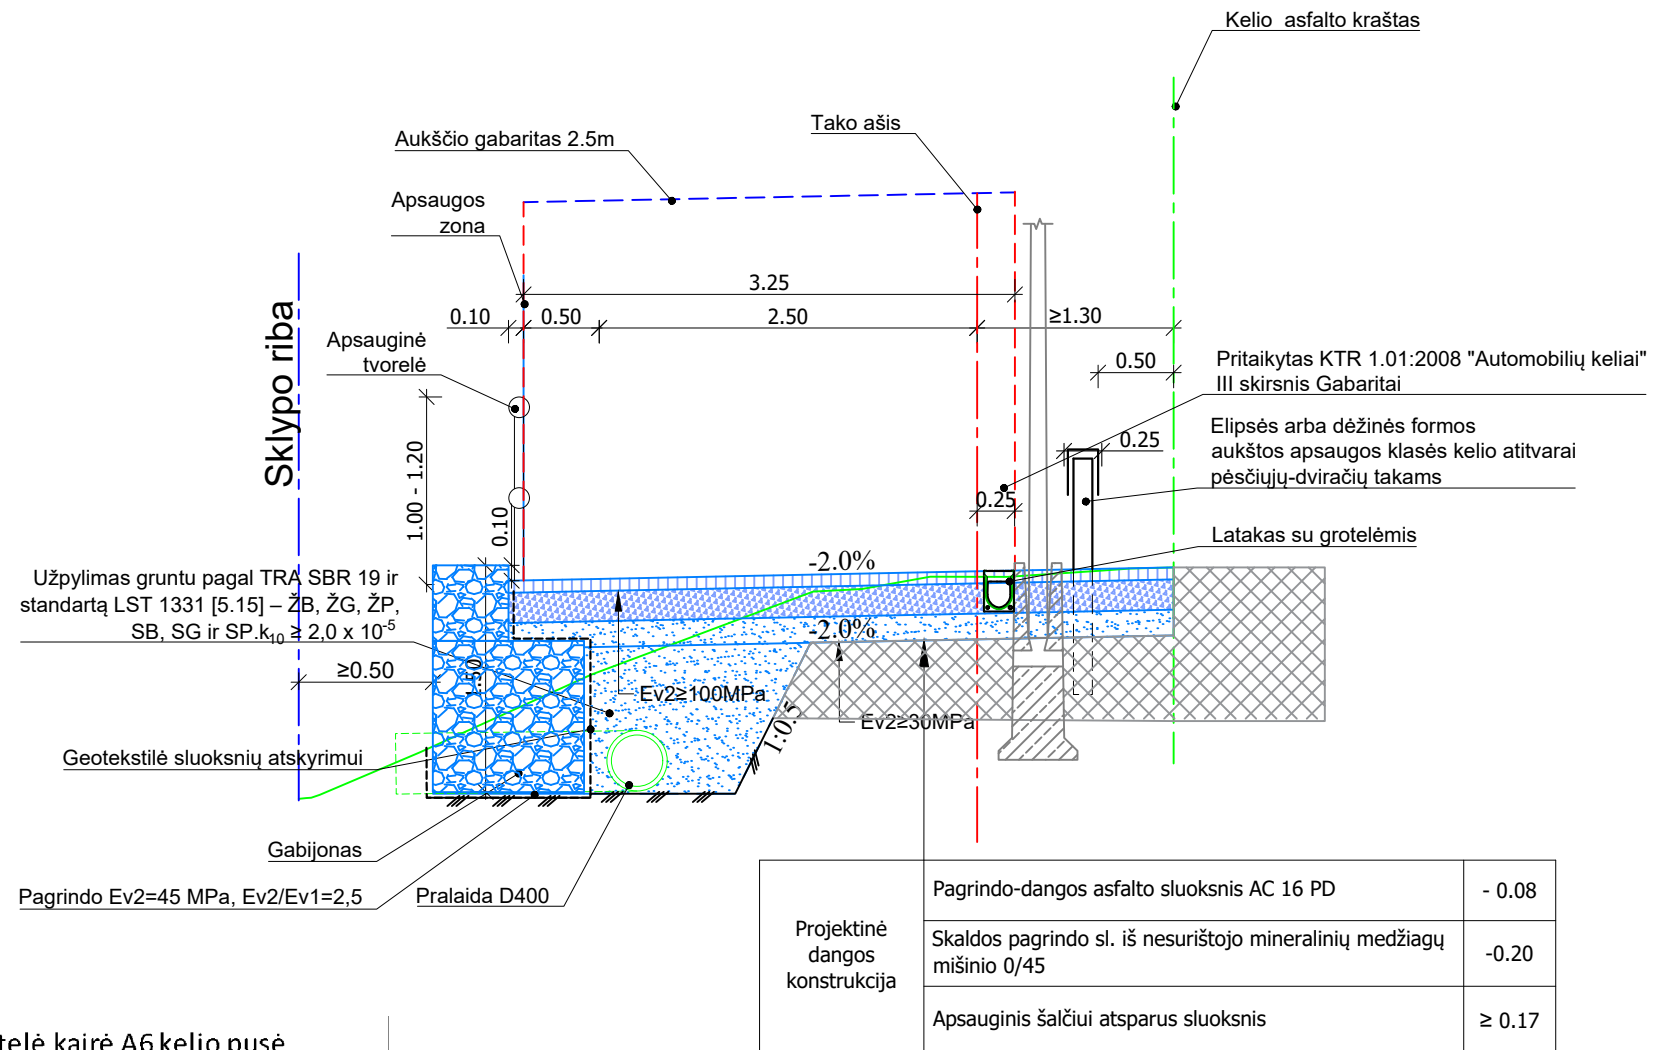 Kelio asfalto kraštas
Tako ašis
Aukščio gabaritas 2.5m
Apsaugos
zona
3.25
0.10
0.50
2.50
≥1.30
Sklypo riba
Apsauginė
tvorelė
0.50
Pritaikytas KTR 1.01:2008 "Automobilių keliai"
III skirsnis Gabaritai
1.00 - 1.20
0.25
Elipsės arba dėžinės formos
aukštos apsaugos klasės kelio atitvarai
pėsčiųjų-dviračių takams
0.25
0.10
Latakas su grotelėmis
-2.0%
Užpylimas gruntu pagal TRA SBR 19 ir
standartą LST 1331 [5.15] – ŽB, ŽG, ŽP,
SB, SG ir SP.k10 ≥ 2,0 x 10-5
-2.0%
≥0.50
1.50
Ev2≥100MPa
Ev2≥30MPa
1:0.5
Geotekstilė sluoksnių atskyrimui
Gabijonas
Pagrindo Ev2=45 MPa, Ev2/Ev1=2,5
Pralaida D400
Projektinė
dangos
konstrukcija
Pagrindo-dangos asfalto sluoksnis AC 16 PD
- 0.08
Skaldos pagrindo sl. iš nesurištojo mineralinių medžiagų
mišinio 0/45
-0.20
Apsauginis šalčiui atsparus sluoksnis
≥ 0.17
telė kairė A6 kelio pusė